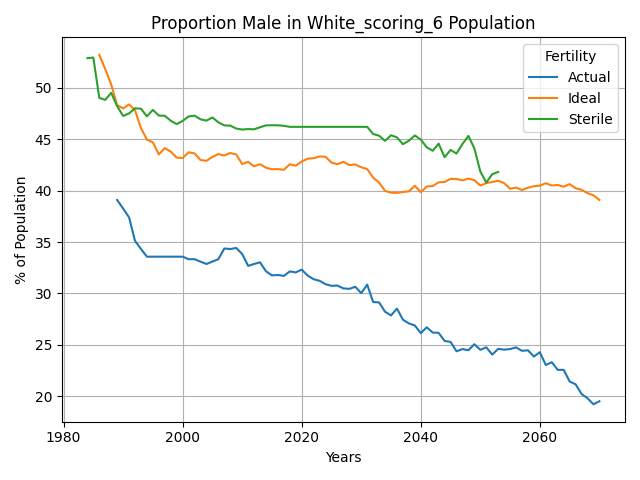 Proportion Male in White_scoring_6 Population
% of Population
50
45
40
35
30
25
20
Fertility
Actual
Ideal
Sterile
1980
2000
2020
2040
2060
Years